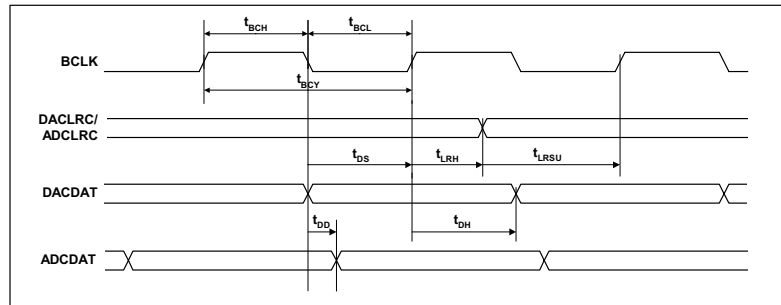 tBCH tBCL
BCLK
tBCY
DACLRC/
ADCLRC
tDS tLRH tLRSU
DACDAT
tDD tDH
ADCDAT